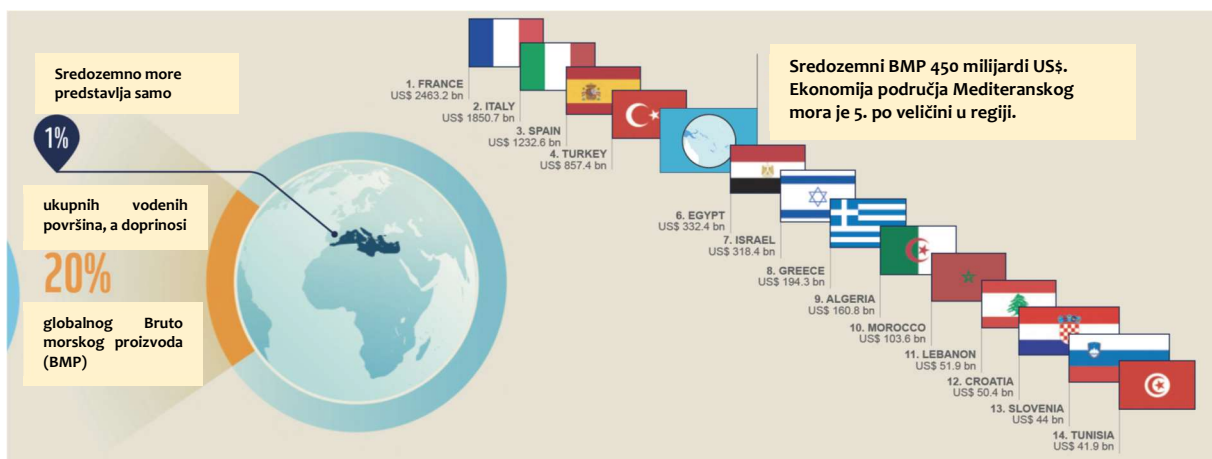 Sredozemno more
predstavlja samo
1%
ukupnih vodenih
površina, a doprinosi
20%
globalnog Bruto
morskog proizvoda
(BMP)
1. FRANCE
US$ 2463.2 bn
2. ITALY
US$ 1850.7 bn
3. SPAIN
US$ 1232.6 bn
4. TURKEY
US$ 857.4 bn
Sredozemni BMP 450 milijardi US$.
Ekonomija područja Mediteranskog
mora je 5. po veličini u regiji.
6. EGYPT
US$ 332.4 bn
7. ISRAEL
US$ 318.4 bn
8. GREECE
US$ 194.3 bn
9. ALGERIA
US$ 160.8 bn
10. MOROCCO
US$ 103.6 bn
11. LEBANON
US$ 51.9 bn
12. CROATIA
US$ 50.4 bn
13. SLOVENIA
US$ 44 bn
14. TUNISIA
US$ 41.9 bn